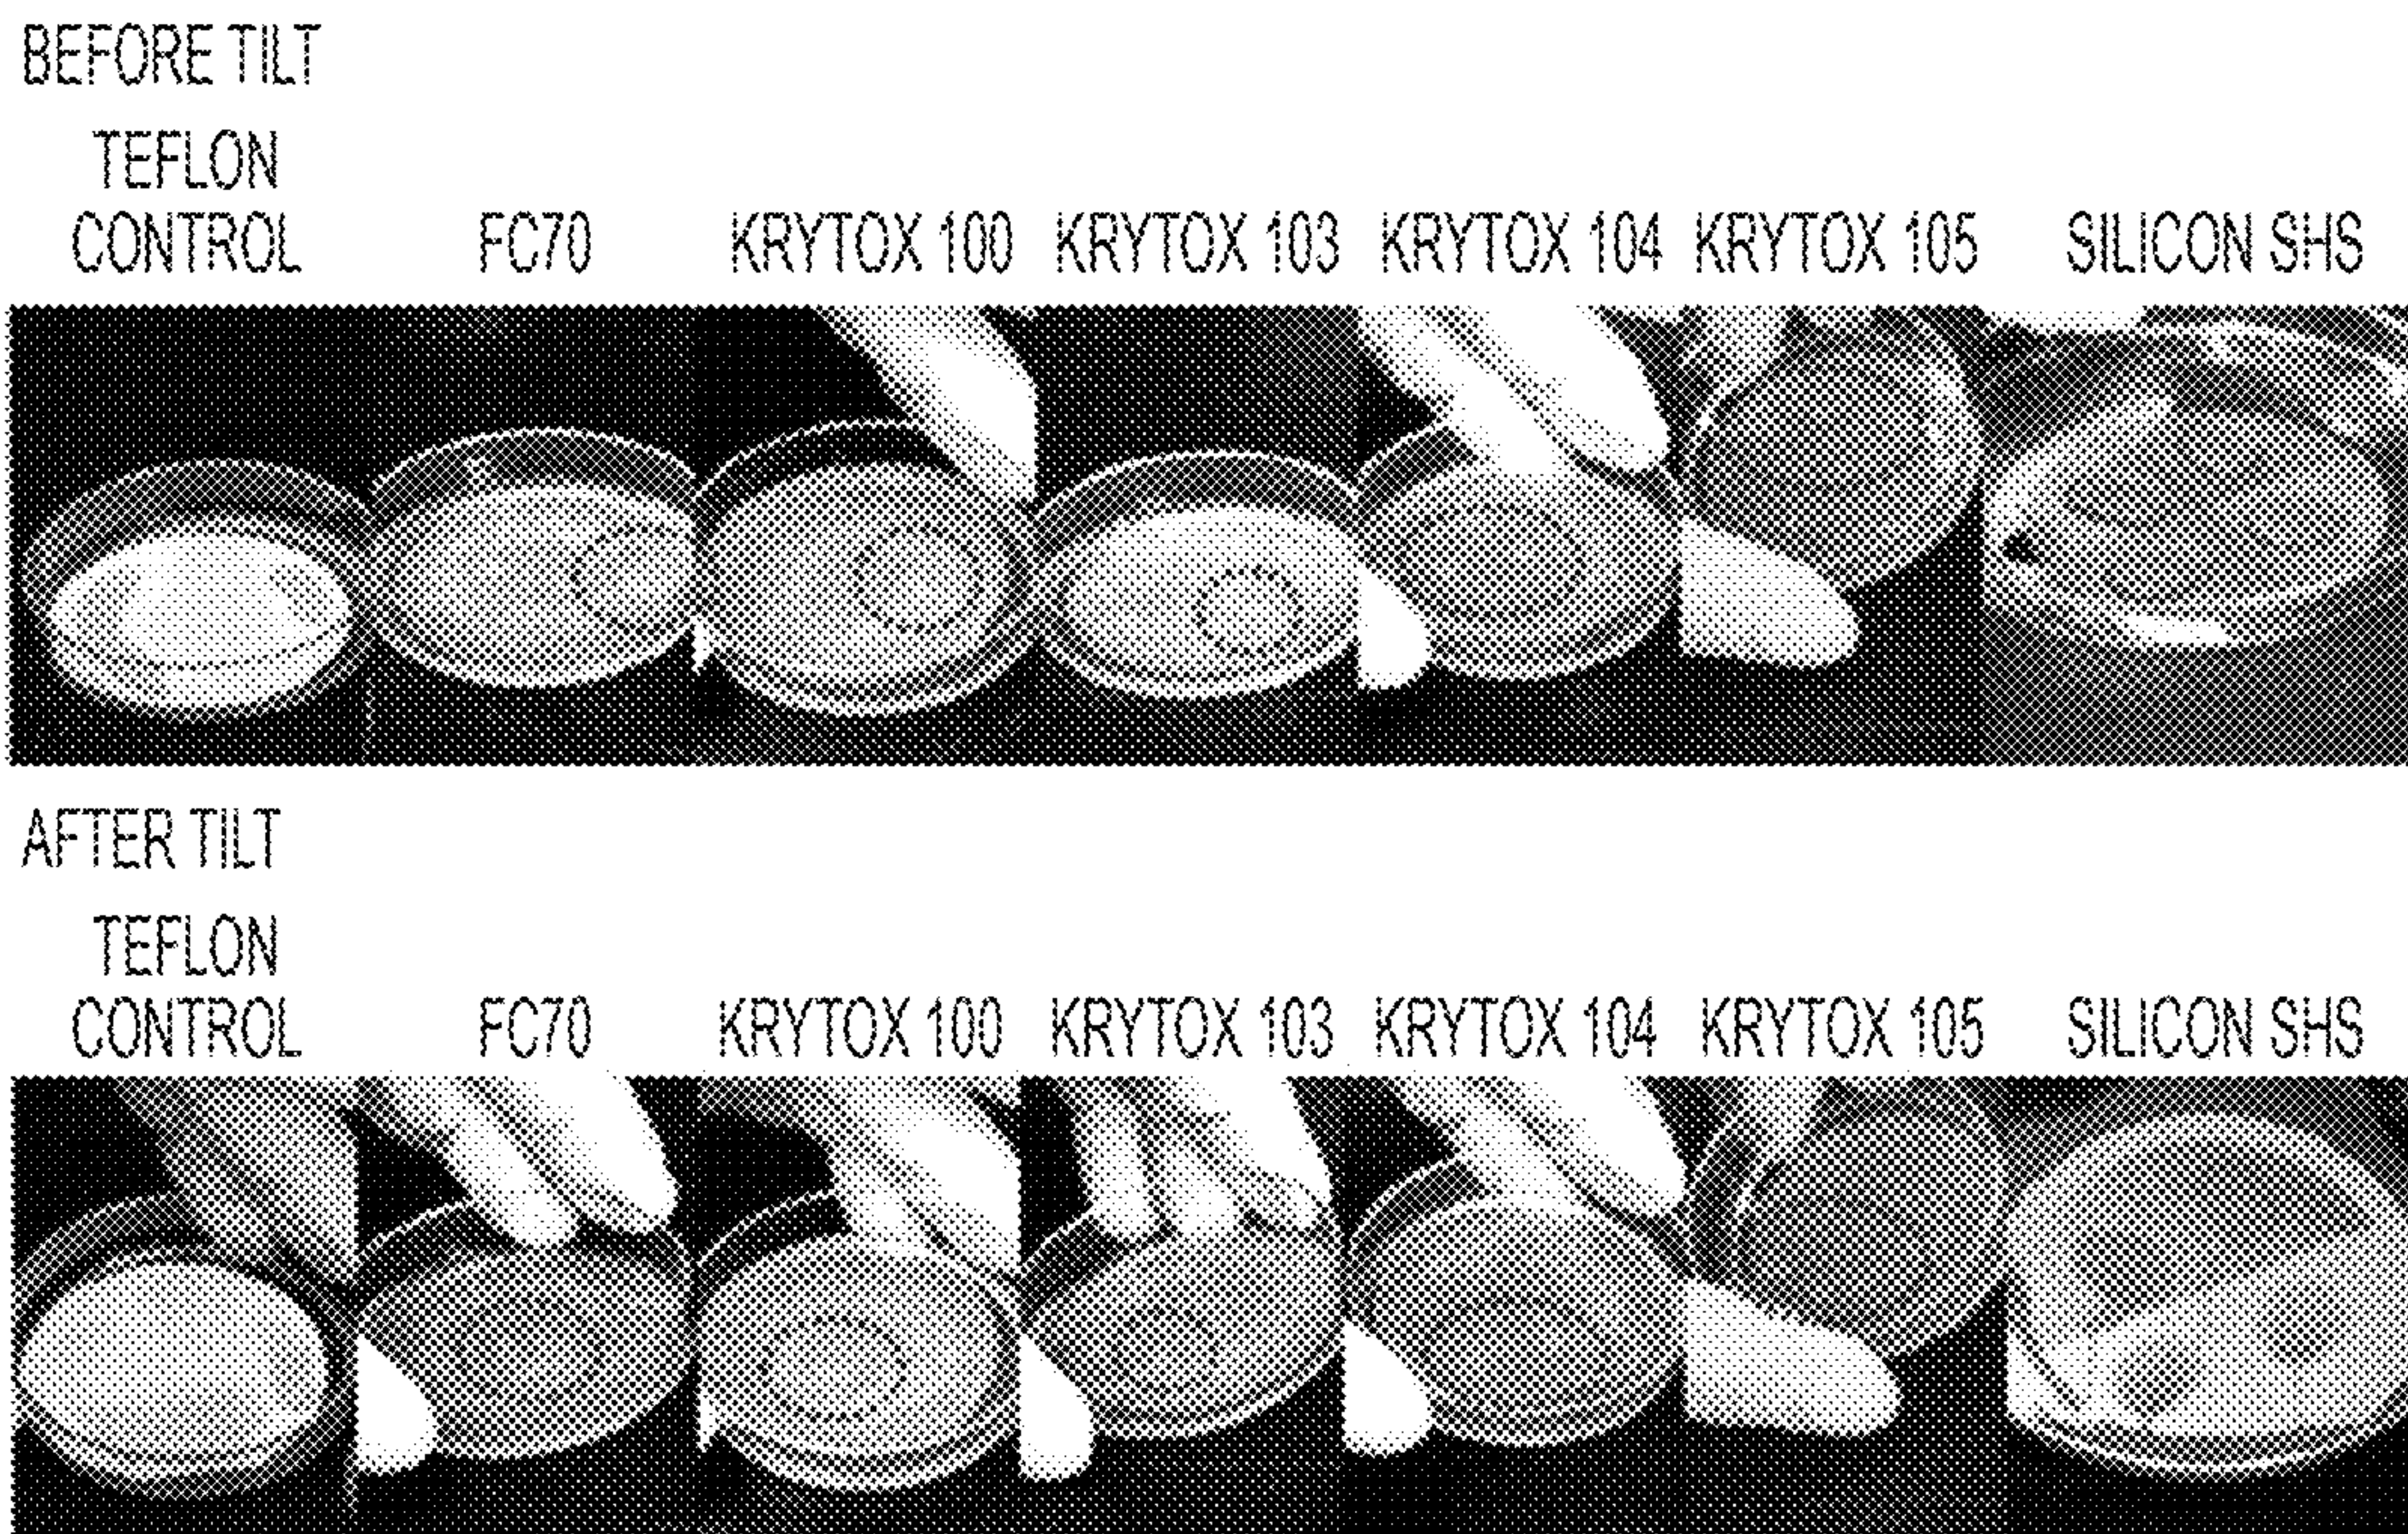 BEFORE TILT
TEFLON
CONTROL FC70 KRYTOX 100 KRYTOX 103 KRYTOX 104 KRYTOX 105 SILICON SHS
AFTER TILT
TEFLON
CONTROL FC70 KRYTOX 100 KRYTOX 103 KRYTOX 104 KRYTOX 105 SILICON SHS